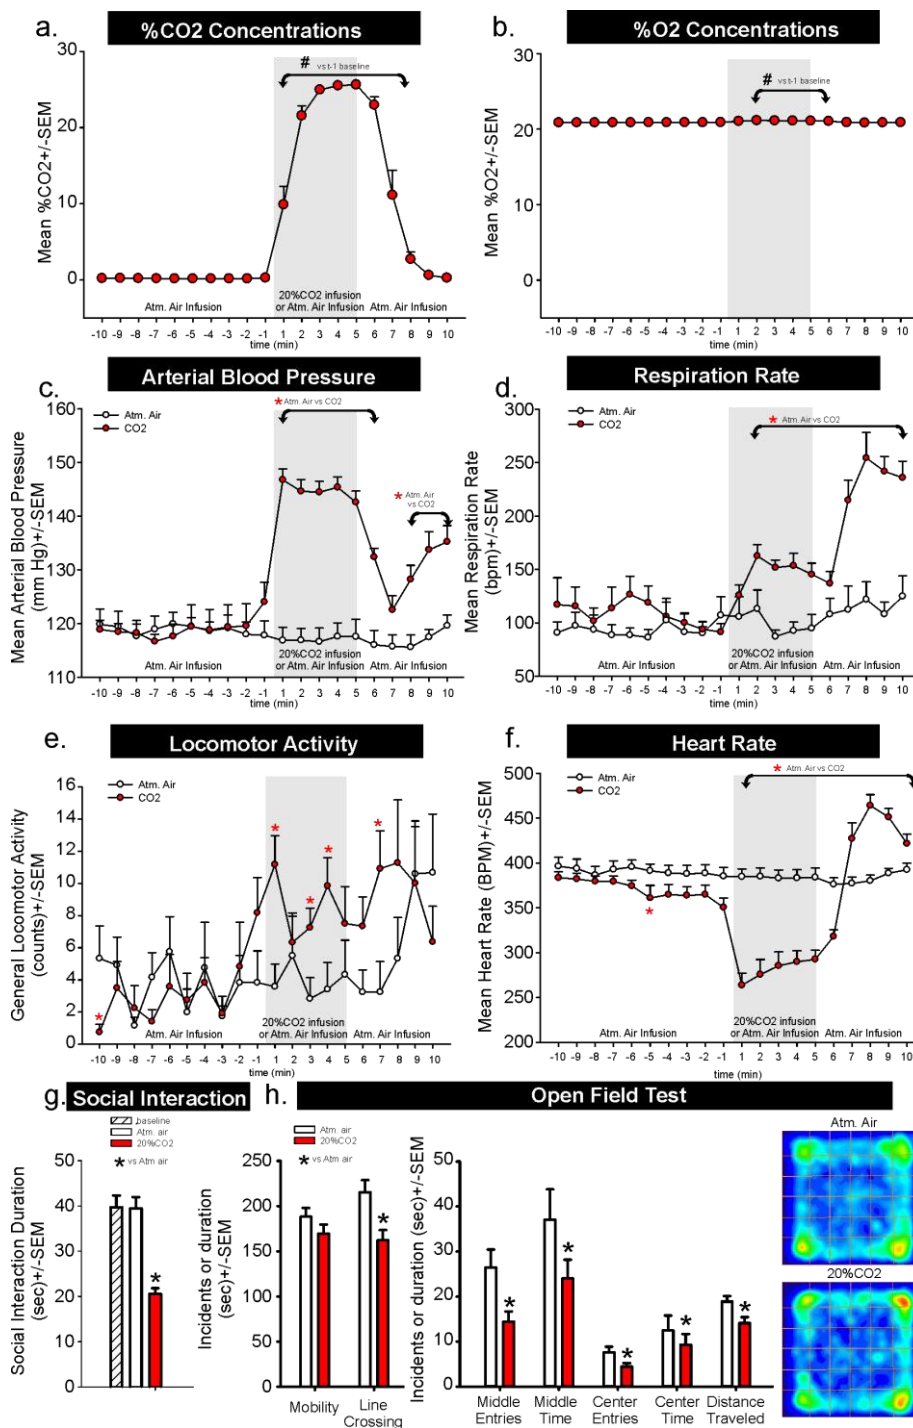 a.
%CO2 Concentrations
Mean %CO2+/-SEM
30
20
10
0
# vs t-1 baseline
Atm. Air Infusion
20%CO2 infusion
or Atm. Air Infusion
Atm. Air Infusion
-10 -9 -8 -7 -6 -5 -4 -3 -2 -1 1 2 3 4 5 6 7 8 9 10
time (min)
b.
%O2 Concentrations
Mean %O2+/-SEM
30
20
10
0
# vs t-1 baseline
-10 -9 -8 -7 -6 -5 -4 -3 -2 -1 1 2 3 4 5 6 7 8 9 10
time (min)
c.
Arterial Blood Pressure
Mean Arterial Blood Pressure
(mm Hg)+/-SEM
160
150
140
130
120
110
Atm. Air
CO2
* Atm. Air vs CO2
* Atm. Air
vs CO2
Atm. Air Infusion
20%CO2 infusion
or Atm. Air Infusion
Atm. Air Infusion
-10 -9 -8 -7 -6 -5 -4 -3 -2 -1 1 2 3 4 5 6 7 8 9 10
time (min)
d.
Respiration Rate
Mean Respiration Rate
(bpm)+/-SEM
300
250
200
150
100
50
Atm. Air
CO2
* Atm. Air vs CO2
Atm. Air Infusion
20%CO2 infusion
or Atm. Air Infusion
Atm. Air Infusion
-10 -9 -8 -7 -6 -5 -4 -3 -2 -1 1 2 3 4 5 6 7 8 9 10
time (min)
e.
Locomotor Activity
General Locomotor Activity
(counts)+/-SEM
16
14
12
10
8
6
4
2
0
Atm. Air
CO2
* * * * *
Atm. Air Infusion
20%CO2 infusion
or Atm. Air Infusion
Atm. Air Infusion
-10 -9 -8 -7 -6 -5 -4 -3 -2 -1 1 2 3 4 5 6 7 8 9 10
time (min)
f.
Heart Rate
Mean Heart Rate (BPM)+/-SEM
500
450
400
350
300
250
200
Atm. Air
CO2
* Atm. Air vs CO2
*
Atm. Air Infusion
20%CO2 infusion
or Atm. Air Infusion
Atm. Air Infusion
-10 -9 -8 -7 -6 -5 -4 -3 -2 -1 1 2 3 4 5 6 7 8 9 10
time (min)
g.
Social Interaction
baseline
Atm. air
20%CO2
* vs Atm air
Social Interaction Duration
(sec)+/-SEM
50
40
30
20
10
0
*
h.
Open Field Test
Atm. air
20%CO2
* vs Atm air
Incidents or duration
(sec)+/-SEM
250
200
150
100
50
0
*
Mobility
Line
Crossing
Incidents or duration (sec)+/-SEM
50
40
30
20
10
0
* * * * *
Middle
Entries
Middle
Time
Center
Entries
Center
Time
Distance
Traveled
Atm. Air
20%CO2